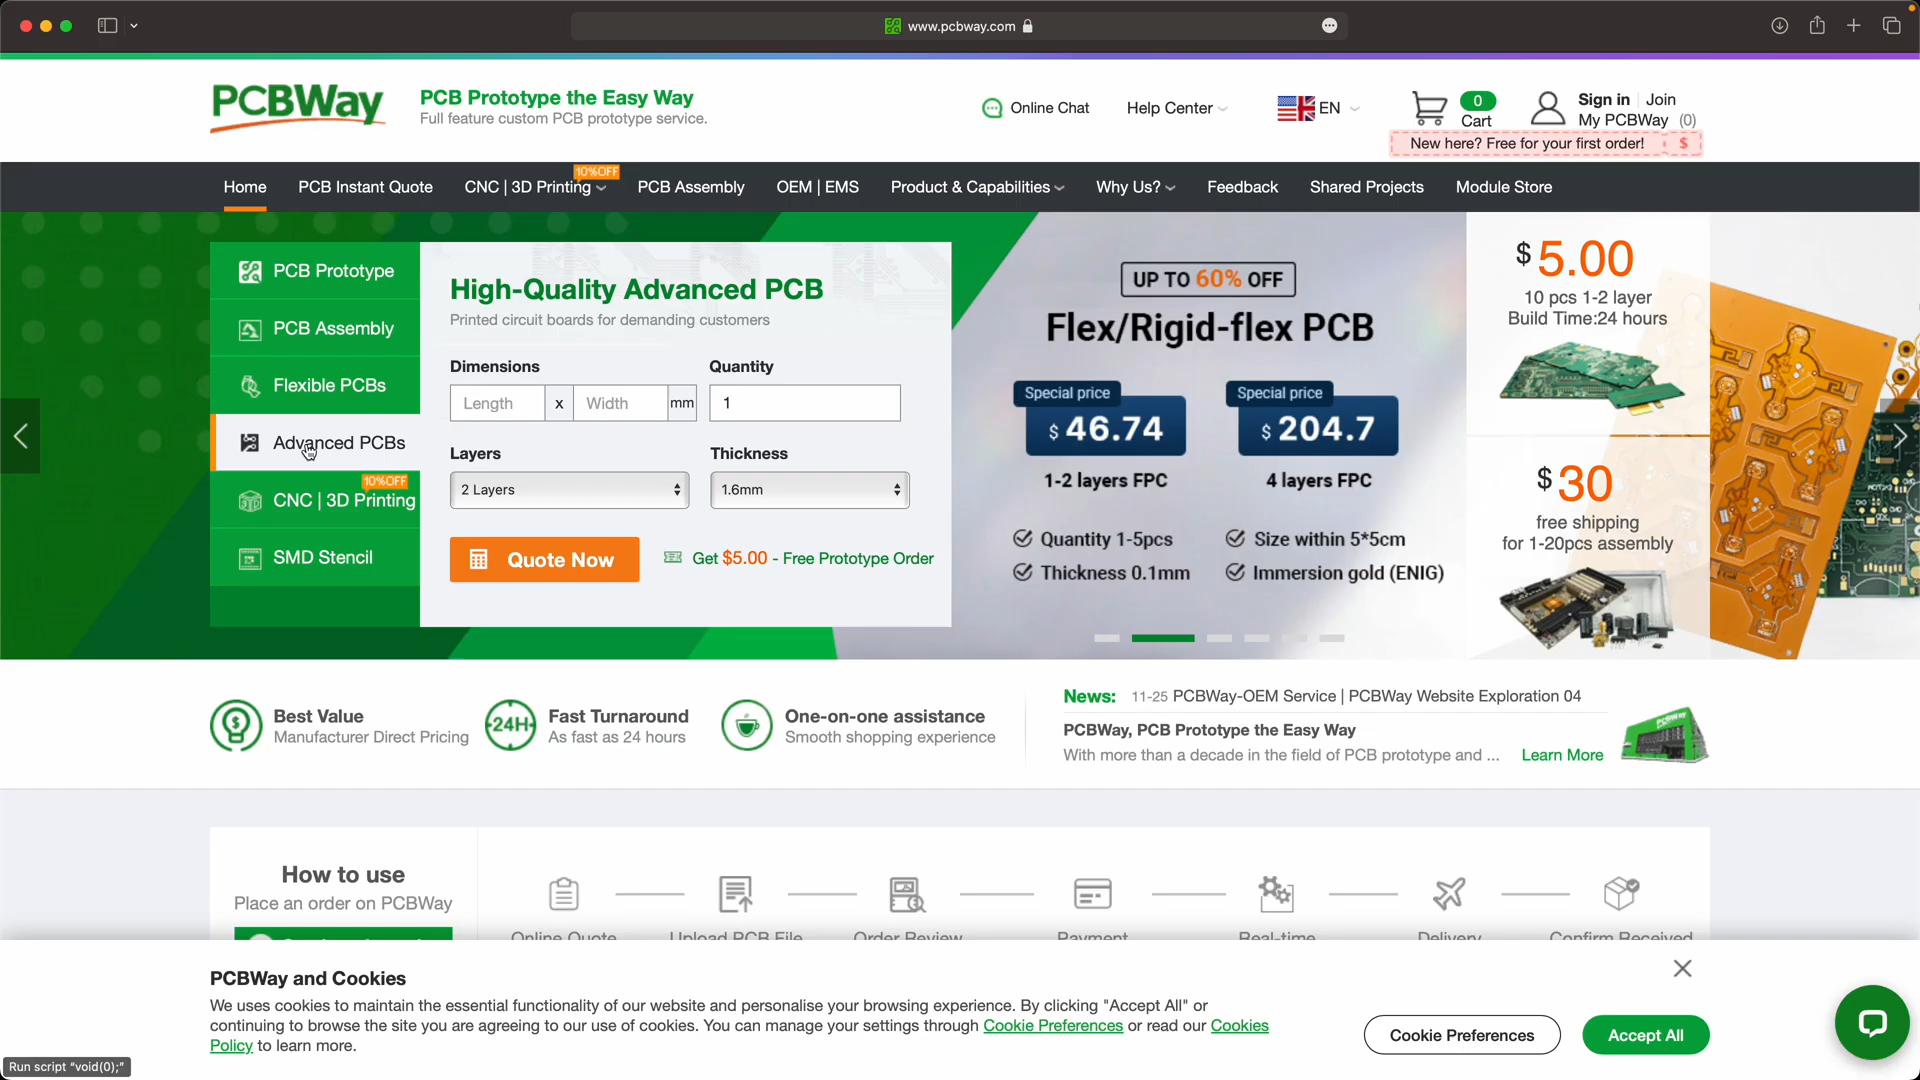 www.pcbway.com
PCBWay
PCB Prototype the Easy Way
Full feature custom PCB prototype service.
Online Chat
Help Center
EN
0
Cart
Sign in | Join
My PCBWay (0)
New here? Free for your first order! $
10%OFF
Home
PCB Instant Quote
CNC | 3D Printing
PCB Assembly
OEM | EMS
Product & Capabilities
Why Us?
Feedback
Shared Projects
Module Store
PCB Prototype
PCB Assembly
Flexible PCBs
Advanced PCBs
10%OFF
CNC | 3D Printing
SMD Stencil
High-Quality Advanced PCB
Printed circuit boards for demanding customers
Dimensions
Quantity
Length x Width mm
1
Layers
Thickness
2 Layers
1.6mm
Quote Now
Get $5.00 - Free Prototype Order
UP TO 60% OFF
Flex/Rigid-flex PCB
Special price
$ 46.74
1-2 layers FPC
Special price
$ 204.7
4 layers FPC
Quantity 1-5pcs
Size within 5*5cm
Thickness 0.1mm
Immersion gold (ENIG)
$5.00
10 pcs 1-2 layer
Build Time:24 hours
$30
free shipping
for 1-20pcs assembly
Best Value
Manufacturer Direct Pricing
24H
Fast Turnaround
As fast as 24 hours
One-on-one assistance
Smooth shopping experience
News: 11-25 PCBWay-OEM Service | PCBWay Website Exploration 04
PCBWay, PCB Prototype the Easy Way
With more than a decade in the field of PCB prototype and ... Learn More
PCBWay
How to use
Place an order on PCBWay
Online Quote
Upload PCB File
Order Review
Payment
Real-time
Delivery
Confirm Received
PCBWay and Cookies
We uses cookies to maintain the essential functionality of our website and personalise your browsing experience. By clicking "Accept All" or
continuing to browse the site you are agreeing to our use of cookies. You can manage your settings through Cookie Preferences or read our Cookies
Policy to learn more.
Cookie Preferences
Accept All
Run script "void(0);"